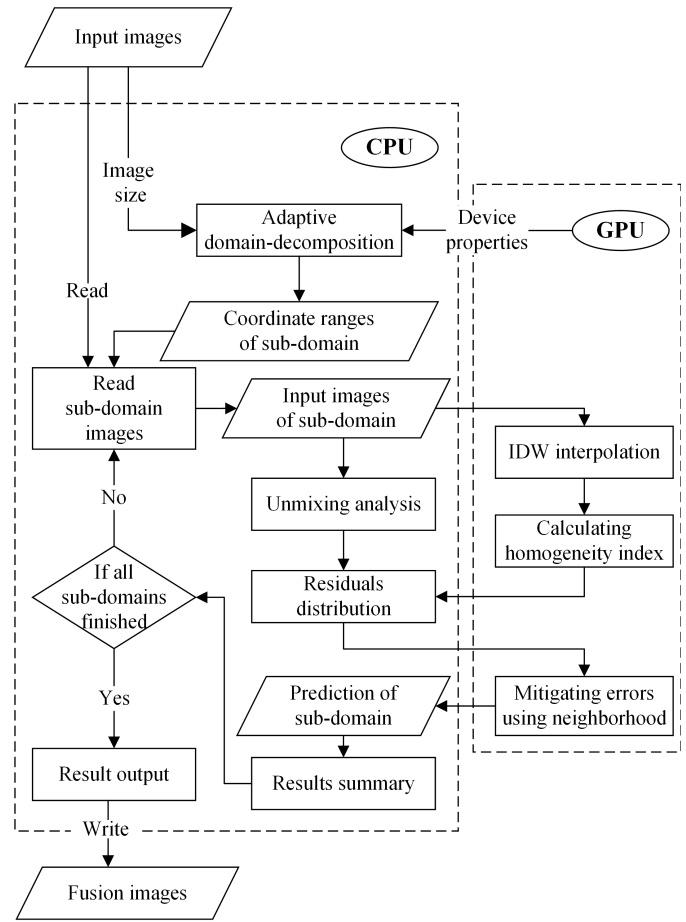 Input images
CPU
Image
size
Adaptive
domain-decomposition
Device
properties
GPU
Read
Coordinate ranges
of sub-domain
Read
sub-domain
images
Input images
of sub-domain
IDW interpolation
No
Unmixing analysis
Calculating
homogeneity index
If all
sub-domains
finished
Residuals
distribution
Yes
Prediction of
sub-domain
Mitigating errors
using neighborhood
Result output
Results summary
Write
Fusion images